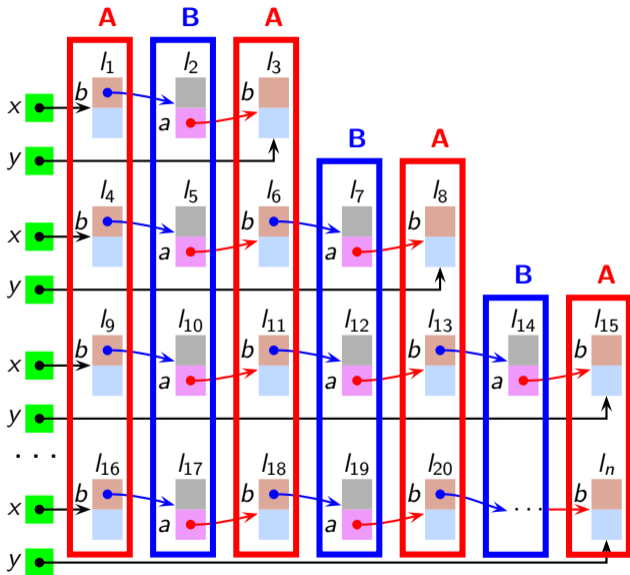 A B A
l1 l2 l3
x b b
a
y
B A
l4 l5 l6 l7 l8
x b b b
a a
y
B A
l9 l10 l11 l12 l13 l14 l15
x b b b b
a a a
y
. . .
l16 l17 l18 l19 l20 ln
x b b b . . . b
a a
y